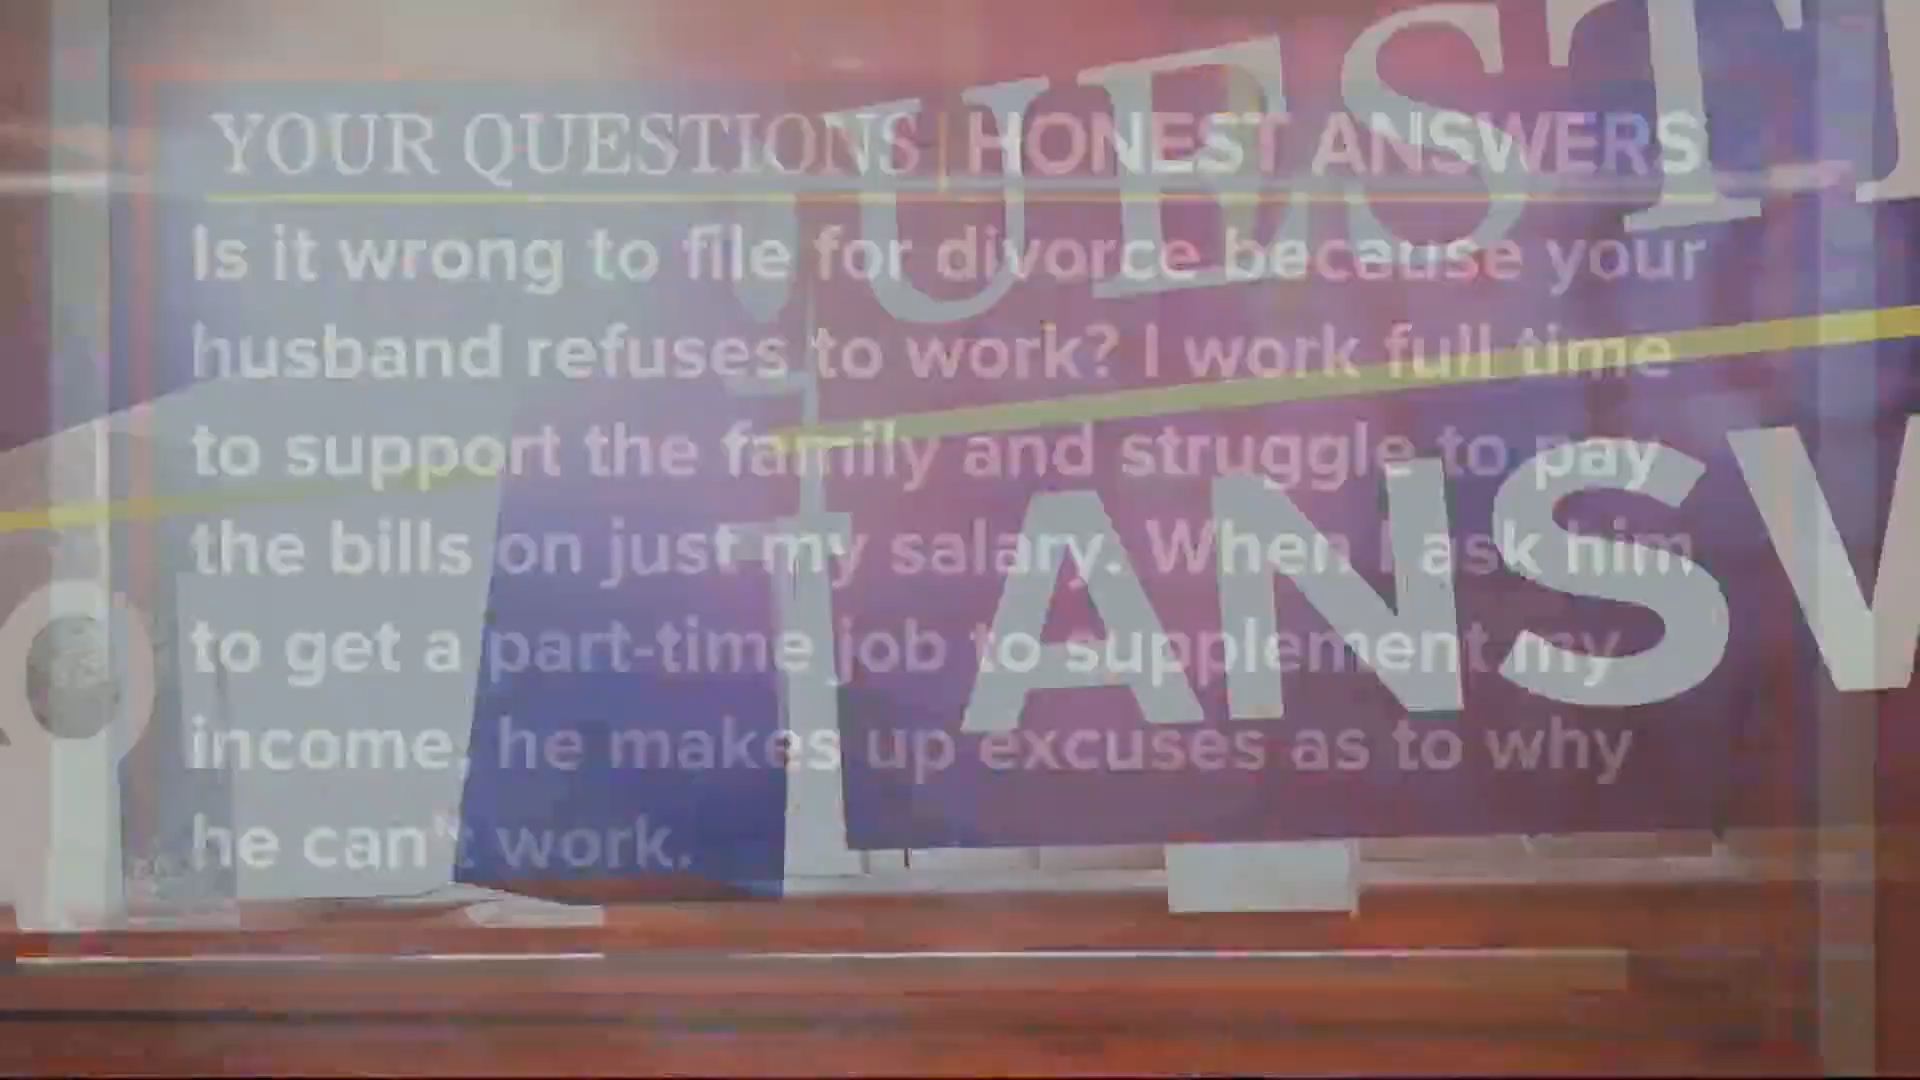 YOUR QUESTIONS | HONEST ANSWERS
Is it wrong to file for divorce because your
husband refuses to work? I work full time
to support the family and struggle to pay
the bills on just my salary. When I ask him
to get a part-time job to supplement my
income, he makes up excuses as to why
he can't work.
UEST
ANSW